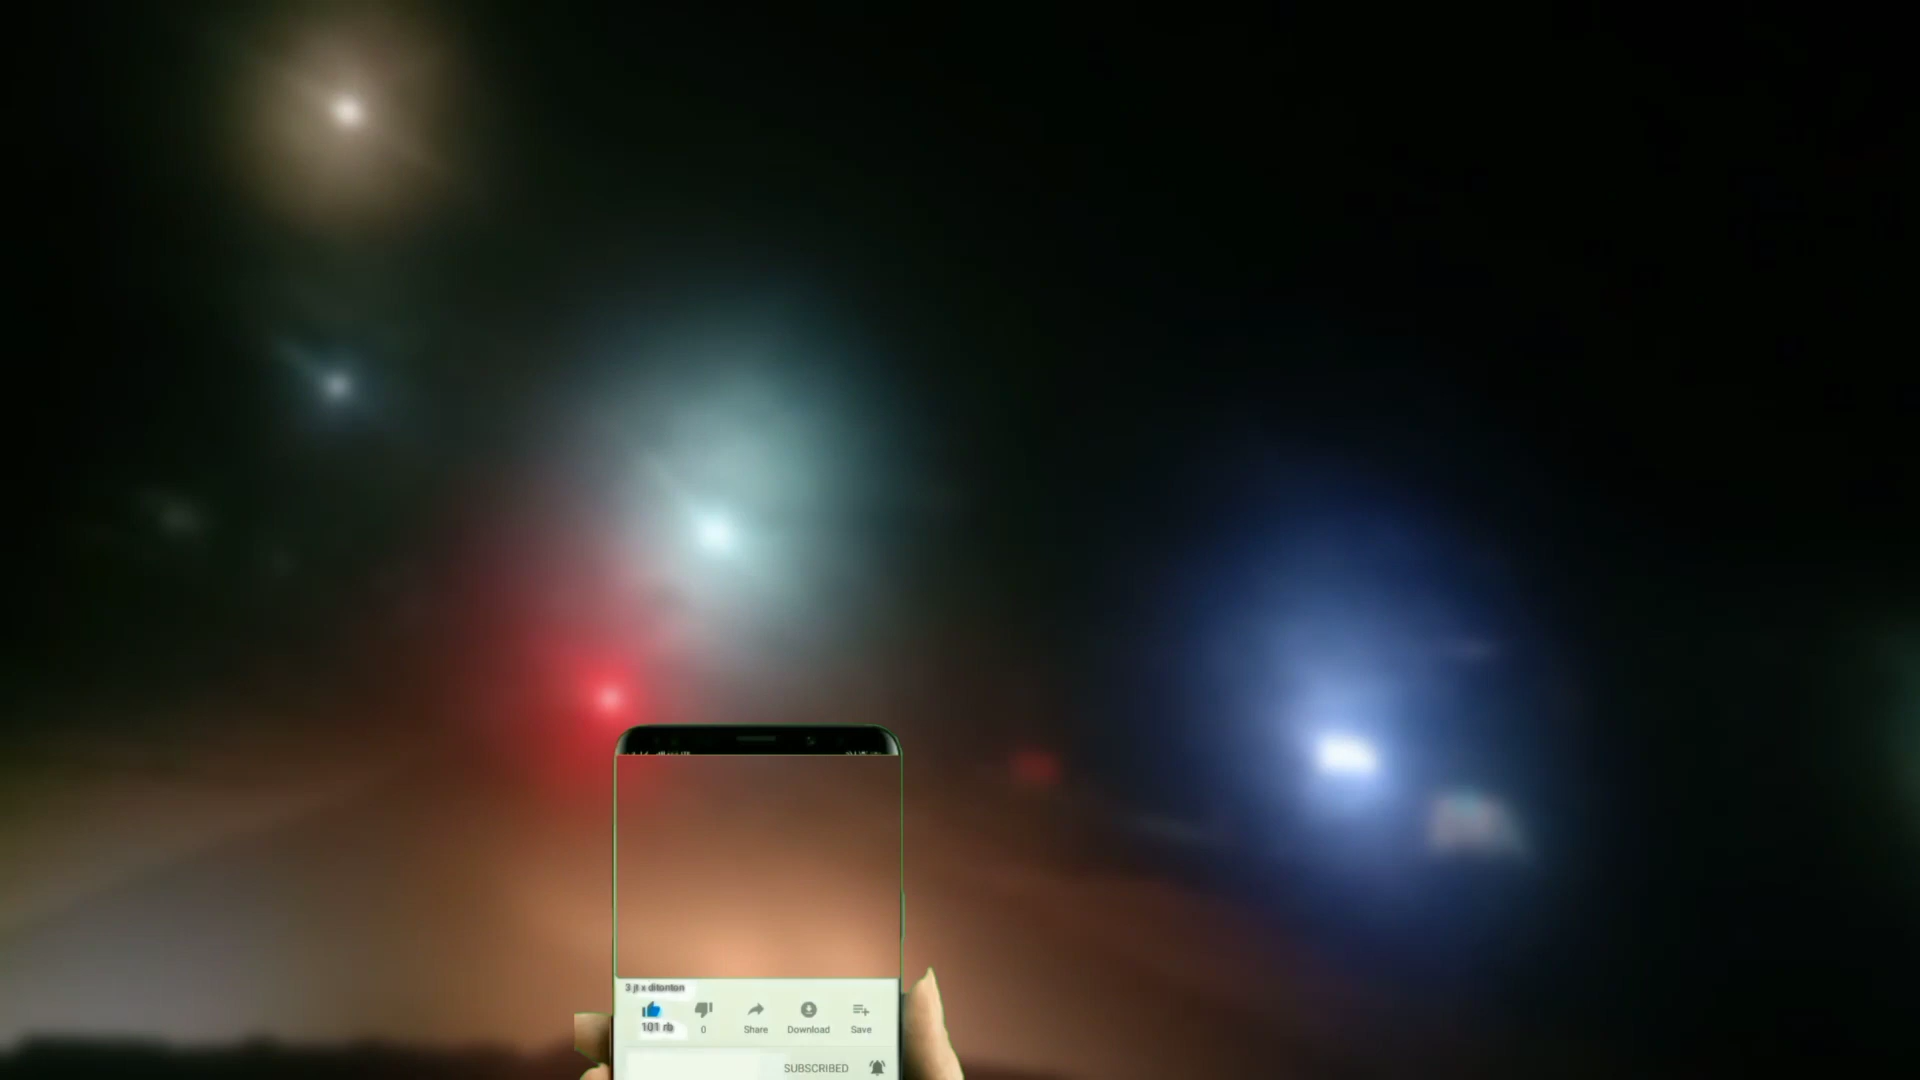 3 jt x ditonton
101 rb
0
Share
Download
Save
SUBSCRIBED